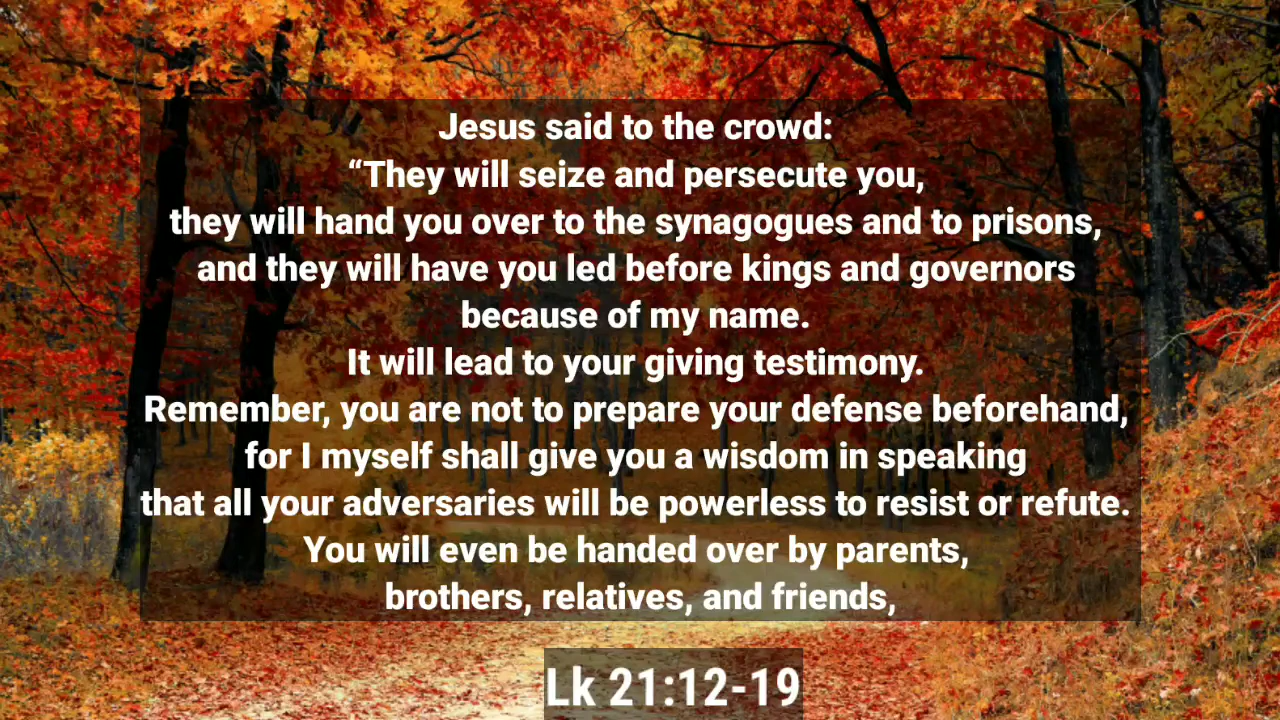 Jesus said to the crowd:
“They will seize and persecute you,
they will hand you over to the synagogues and to prisons,
and they will have you led before kings and governors
because of my name.
It will lead to your giving testimony.
Remember, you are not to prepare your defense beforehand,
for I myself shall give you a wisdom in speaking
that all your adversaries will be powerless to resist or refute.
You will even be handed over by parents,
brothers, relatives, and friends,
Lk 21:12-19